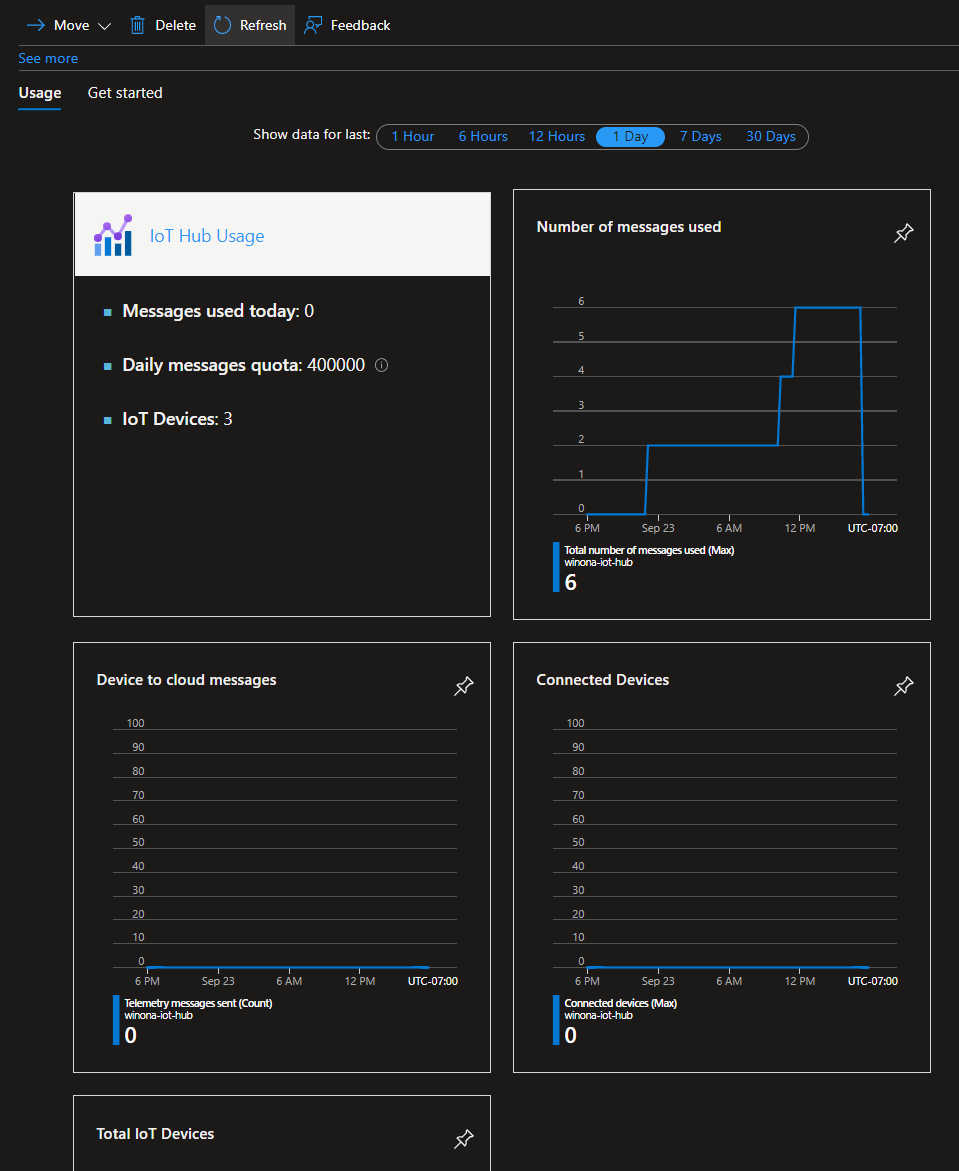 Move
Delete
Refresh
Feedback
See more
Usage
Get started
Show data for last:
1 Hour
6 Hours
12 Hours
1 Day
7 Days
30 Days
IoT Hub Usage
Messages used today: 0
Daily messages quota: 400000
IoT Devices: 3
Number of messages used
6
5
4
3
2
1
0
6 PM
Sep 23
6 AM
12 PM
UTC-07:00
Total number of messages used (Max)
winona-iot-hub
6
Device to cloud messages
100
90
80
70
60
50
40
30
20
10
0
6 PM
Sep 23
6 AM
12 PM
UTC-07:00
Telemetry messages sent (Count)
winona-iot-hub
0
Connected Devices
100
90
80
70
60
50
40
30
20
10
0
6 PM
Sep 23
6 AM
12 PM
UTC-07:00
Connected devices (Max)
winona-iot-hub
0
Total IoT Devices